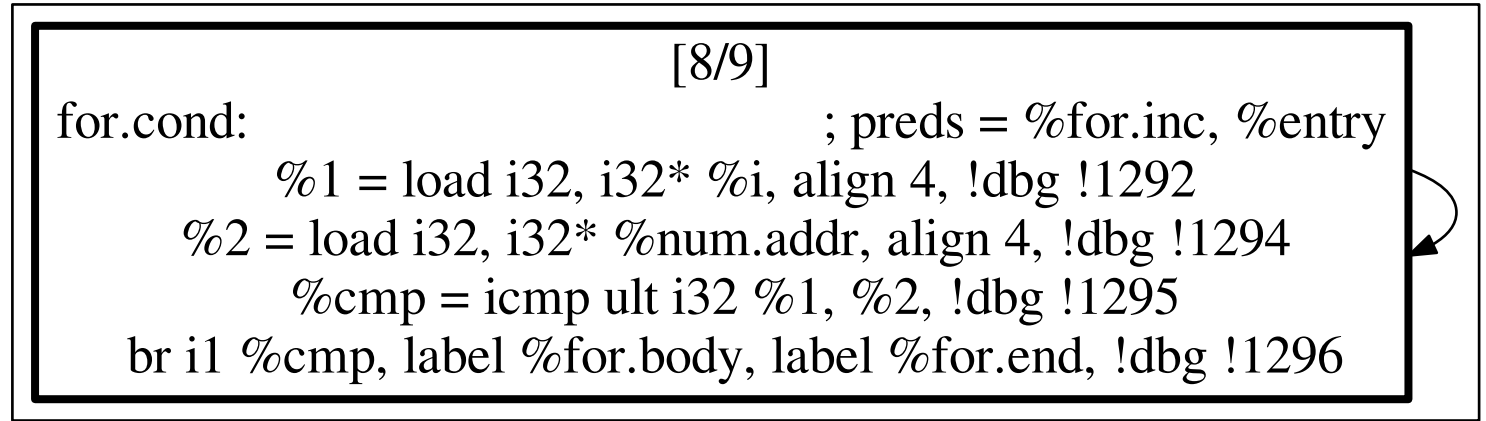 [8/9]
for.cond: ; preds = %for.inc, %entry
%1 = load i32, i32* %i, align 4, !dbg !1292
%2 = load i32, i32* %num.addr, align 4, !dbg !1294
%cmp = icmp ult i32 %1, %2, !dbg !1295
br i1 %cmp, label %for.body, label %for.end, !dbg !1296